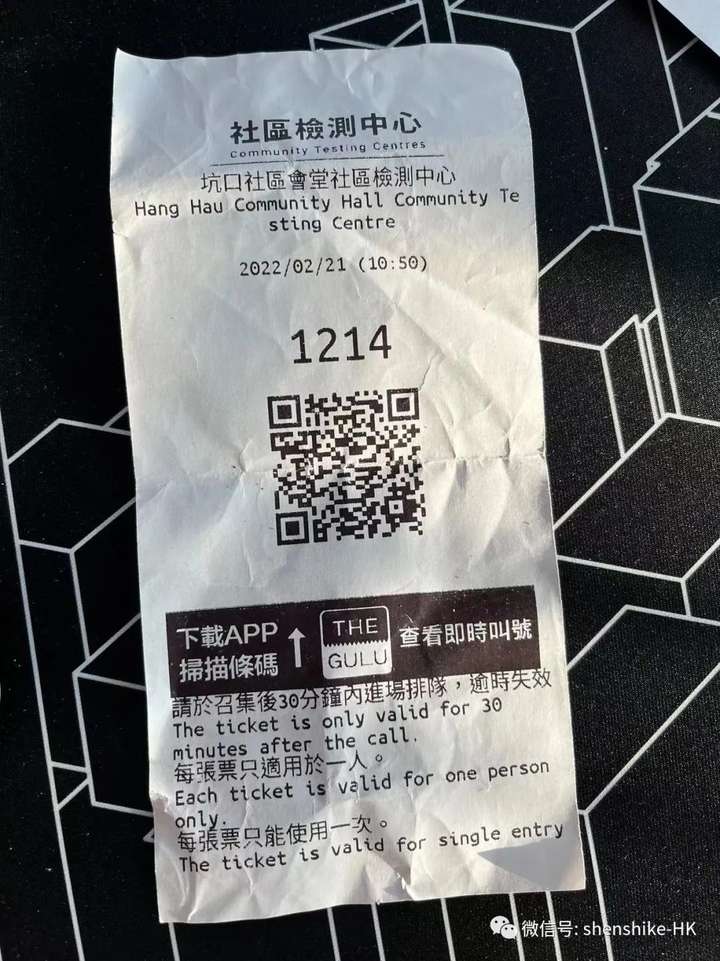 社區檢測中心
Community Testing Centres
坑口社區會堂社區檢測中心
Hang Hau Community Hall Community Te
sting Centre
2022/02/21 (10:50)
1214
下載APP
掃描條碼
THE
GULU
查看即時叫號
請於召集後30分鐘內進場排隊，逾時失效
The ticket is only valid for 30
minutes after the call.
每張票只適用於一人。
Each ticket is valid for one person
only.
每張票只能使用一次。
The ticket is valid for single entry
微信号: shenshike-HK